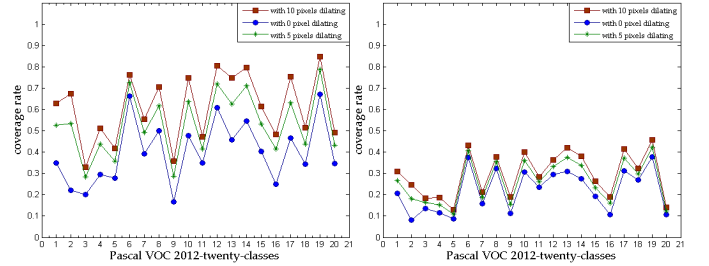 with 10 pixels dilating
with 0 pixel dilating
with 5 pixels dilating
1
0.9
0.8
0.7
0.6
0.5
0.4
0.3
0.2
0.1
0
coverage rate
0 1 2 3 4 5 6 7 8 9 10 11 12 13 14 15 16 17 18 19 20 21
Pascal VOC 2012-twenty-classes
with 10 pixels dilating
with 0 pixel dilating
with 5 pixels dilating
1
0.9
0.8
0.7
0.6
0.5
0.4
0.3
0.2
0.1
0
coverage rate
0 1 2 3 4 5 6 7 8 9 10 11 12 13 14 15 16 17 18 19 20 21
Pascal VOC 2012-twenty-classes